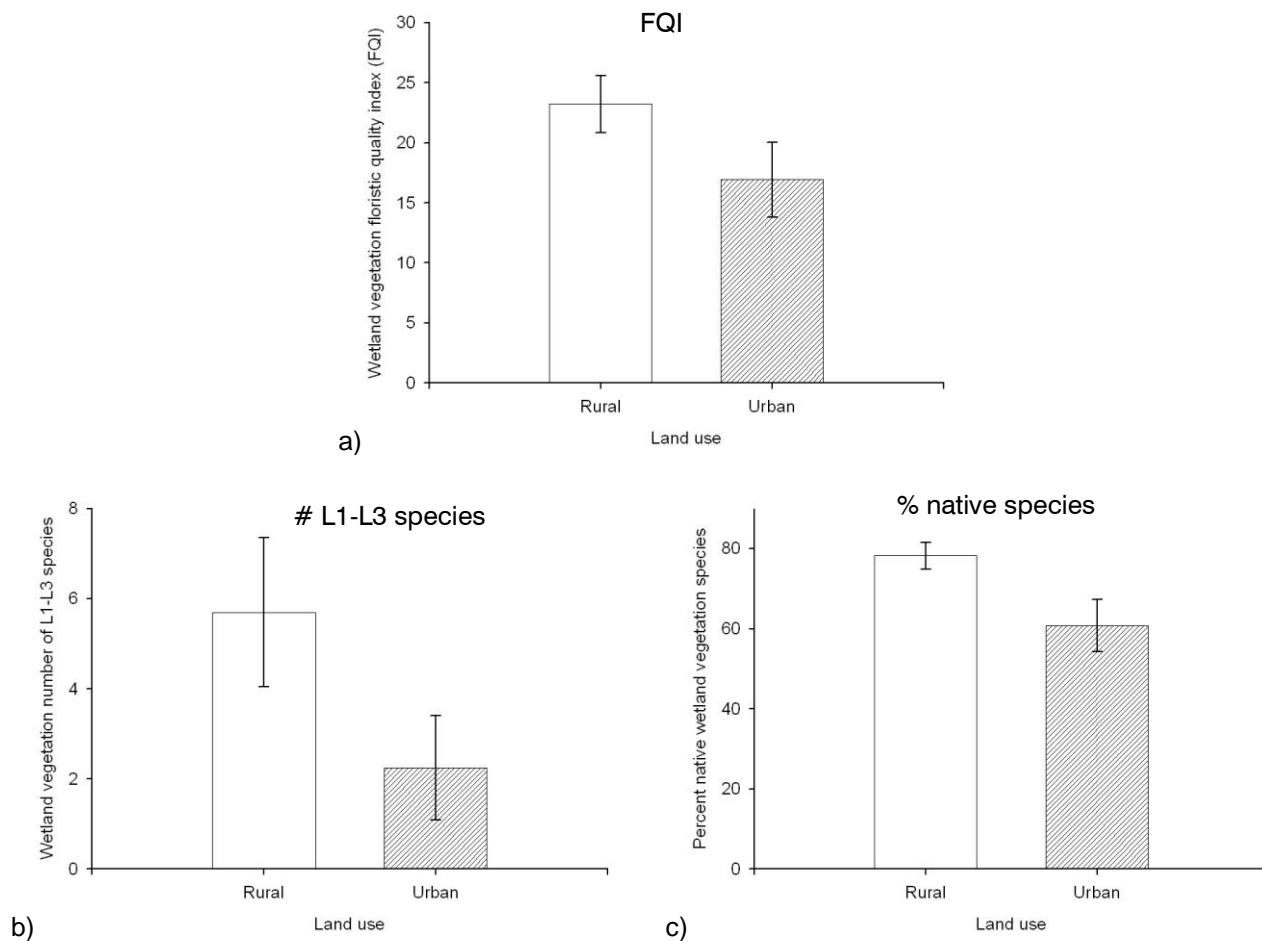 FQI
Wetland vegetation floristic quality index (FQI)
30
25
20
15
10
5
0
Rural
Urban
Land use
a)
# L1-L3 species
Wetland vegetation number of L1-L3 species
8
6
4
2
0
Rural
Urban
Land use
b)
% native species
Percent native wetland vegetation species
80
60
40
20
0
Rural
Urban
Land use
c)